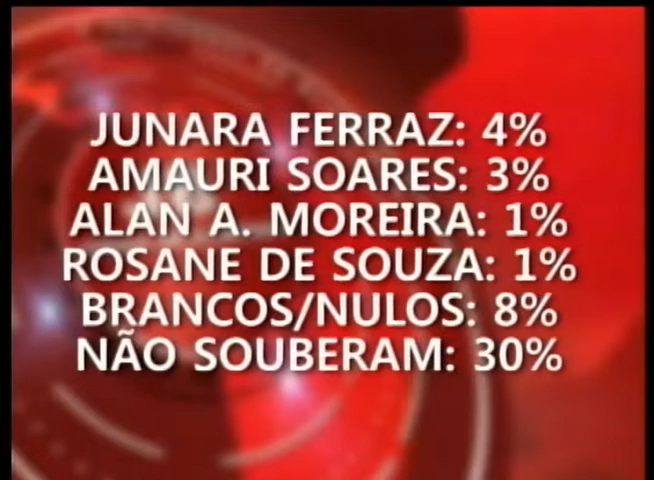 JUNARA FERRAZ: 4%
AMAURI SOARES: 3%
ALAN A. MOREIRA: 1%
ROSANE DE SOUZA: 1%
BRANCOS/NULOS: 8%
NÃO SOUBERAM: 30%